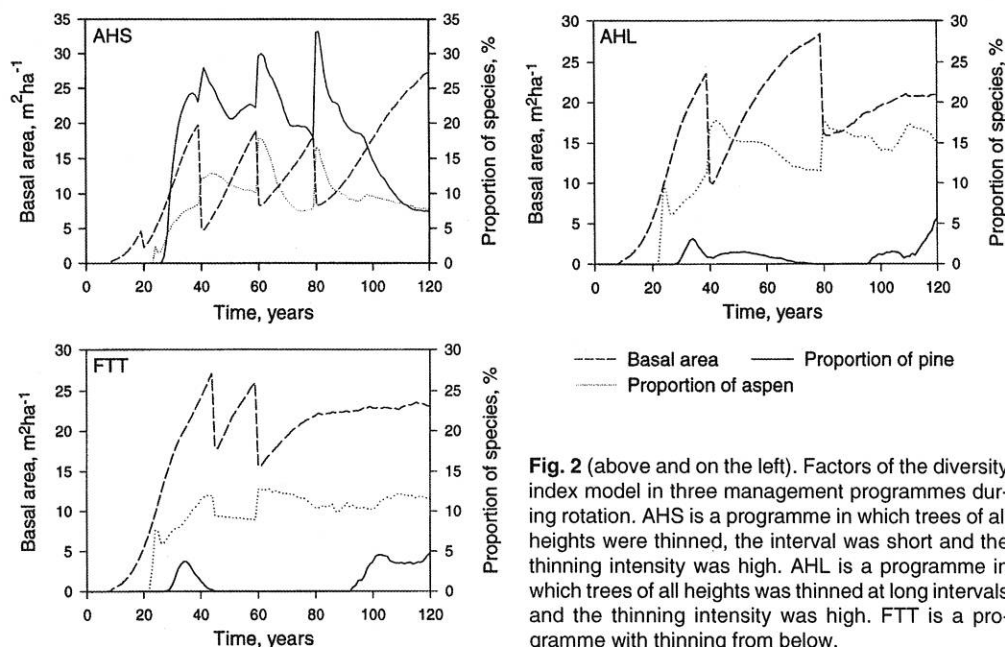 AHS
Basal area, m²ha⁻¹
35
30
25
20
15
10
5
0
35
30
25
20
15
10
5
0
Proportion of species, %
0 20 40 60 80 100 120
Time, years
AHL
Basal area, m2ha⁻¹
30
25
20
15
10
5
0
30
25
20
15
10
5
0
Proportion of species, %
0 20 40 60 80 100 120
Time, years
FTT
Basal area, m2ha⁻¹
30
25
20
15
10
5
0
30
25
20
15
10
5
0
Proportion of species, %
0 20 40 60 80 100 120
Time, years
Basal area Proportion of pine
Proportion of aspen
Fig. 2 (above and on the left). Factors of the diversity
index model in three management programmes dur-
ing rotation. AHS is a programme in which trees of all
heights were thinned, the interval was short and the
thinning intensity was high. AHL is a programme in
which trees of all heights was thinned at long intervals
and the thinning intensity was high. FTT is a pro-
gramme with thinning from below.